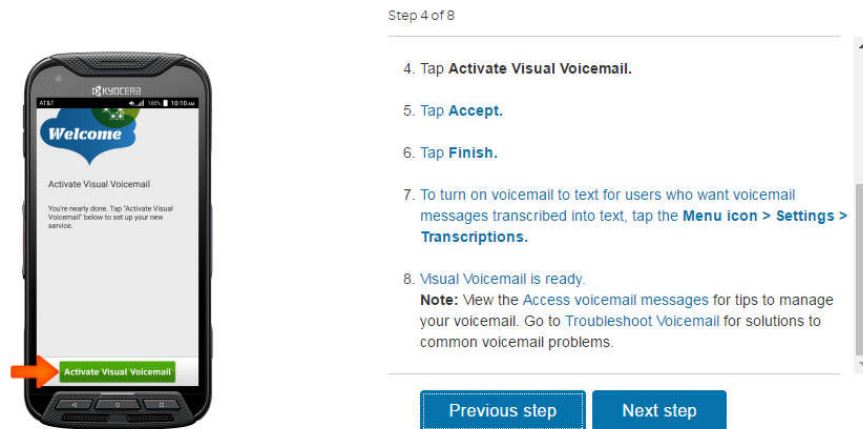 Step 4 of 8
KYOCERA
AT&T 100% 10:10 AM
Welcome
Activate Visual Voicemail
You're nearly done. Tap "Activate Visual
Voicemail" below to set up your new
service.
Activate Visual Voicemail
4. Tap Activate Visual Voicemail.
5. Tap Accept.
6. Tap Finish.
7. To turn on voicemail to text for users who want voicemail
messages transcribed into text, tap the Menu icon > Settings >
Transcriptions.
8. Visual Voicemail is ready.
Note: View the Access voicemail messages for tips to manage
your voicemail. Go to Troubleshoot Voicemail for solutions to
common voicemail problems.
Previous step
Next step